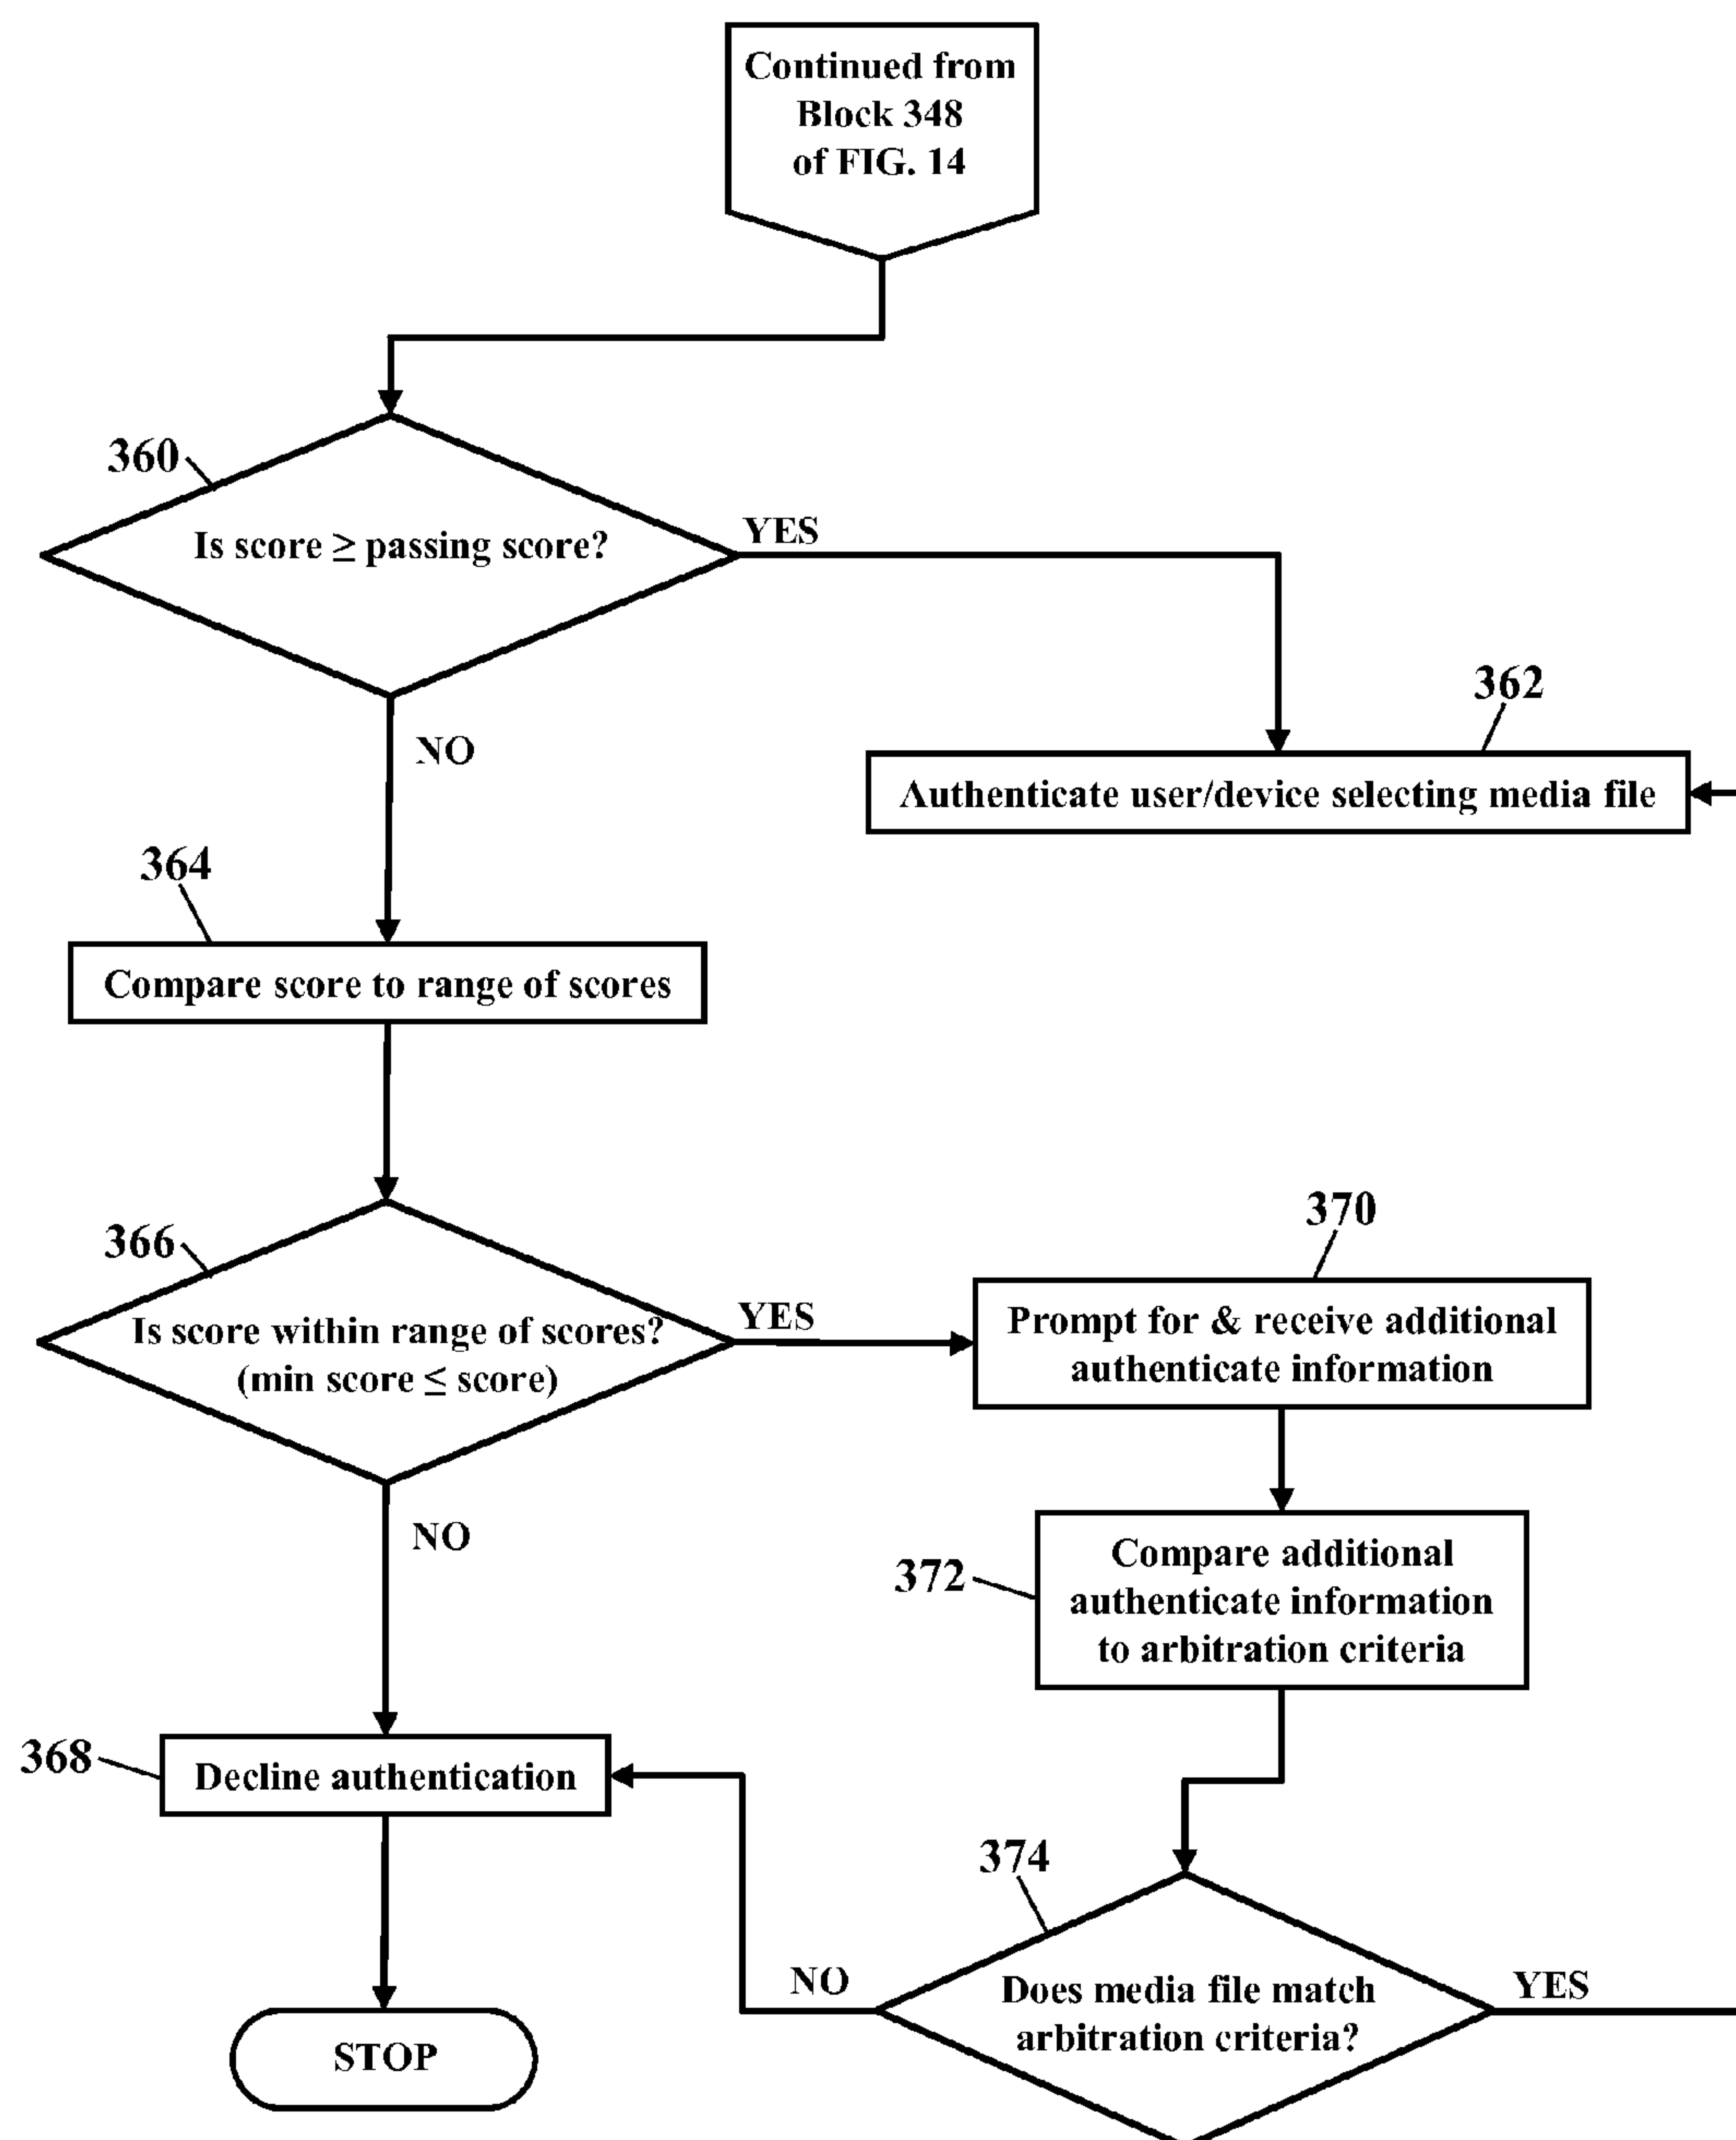 Continued from
Block 348
of FIG. 14
360
Is score ≥ passing score?
YES
NO
362
Authenticate user/device selecting media file
364
Compare score to range of scores
366
Is score within range of scores?
(min score ≤ score)
YES
NO
370
Prompt for & receive additional
authenticate information
372
Compare additional
authenticate information
to arbitration criteria
368
Decline authentication
374
Does media file match
arbitration criteria?
NO
YES
STOP